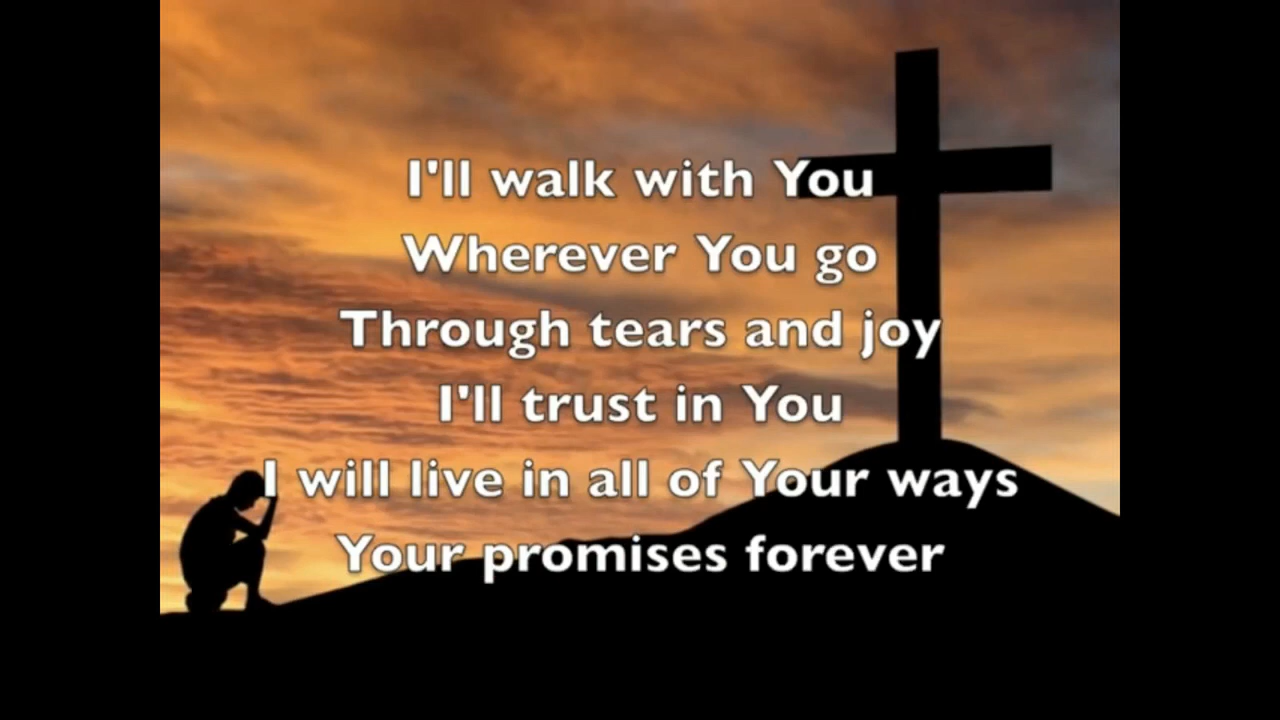 I'll walk with You
Wherever You go
Through tears and joy
I'll trust in You
I will live in all of Your ways
Your promises forever